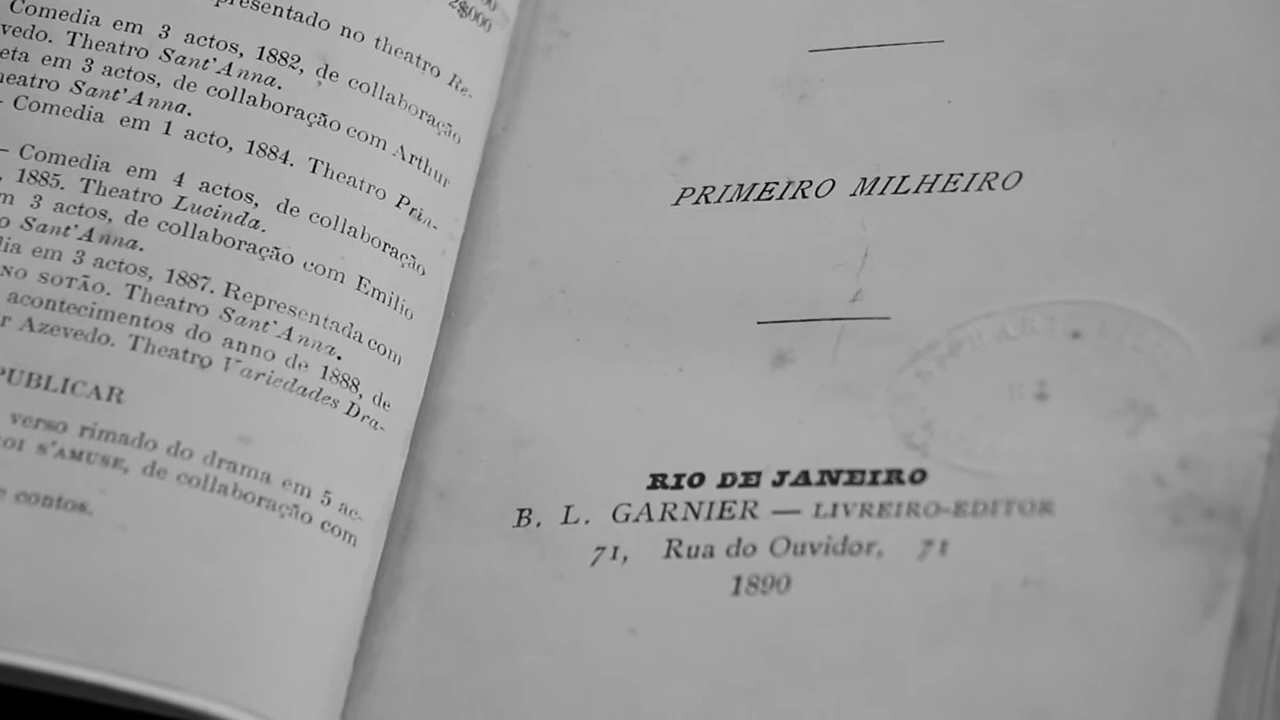 presentado no theatro Re-
2$000
Comedia em 3 actos, 1882, de collaboração
vedo. Theatro Sant'Anna.
eta em 3 actos, de collaboração com Arthur
heatro Sant'Anna.
- Comedia em 1 acto, 1884. Theatro Prin-
— Comedia em 4 actos, de collaboração
, 1885. Theatro Lucinda.
m 3 actos, de collaboração com Emilio
o Sant'Anna.
dia em 3 actos, 1887. Representada com
NO SOTÃO. Theatro Sant'Anna.
acontecimentos do anno de 1888, de
r Azevedo. Theatro Variedades Dra-
PUBLICAR
verso rimado do drama em 5 ac-
ROI S'AMUSE, de collaboração com
e contos.
PRIMEIRO MILHEIRO
RIO DE JANEIRO
B. L. GARNIER — LIVREIRO-EDITOR
71, Rua do Ouvidor, 71
1890